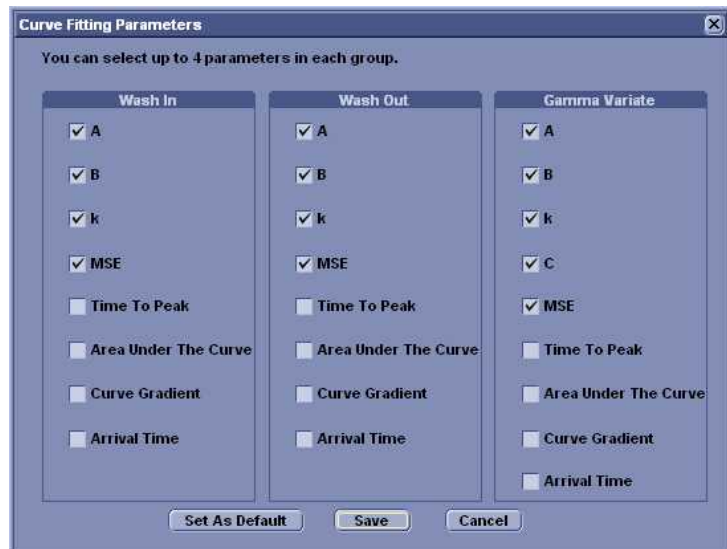 Curve Fitting Parameters
You can select up to 4 parameters in each group.
Wash In
A
B
k
MSE
Time To Peak
Area Under The Curve
Curve Gradient
Arrival Time
Wash Out
A
B
k
MSE
Time To Peak
Area Under The Curve
Curve Gradient
Arrival Time
Gamma Variate
A
B
k
C
MSE
Time To Peak
Area Under The Curve
Curve Gradient
Arrival Time
Set As Default
Save
Cancel